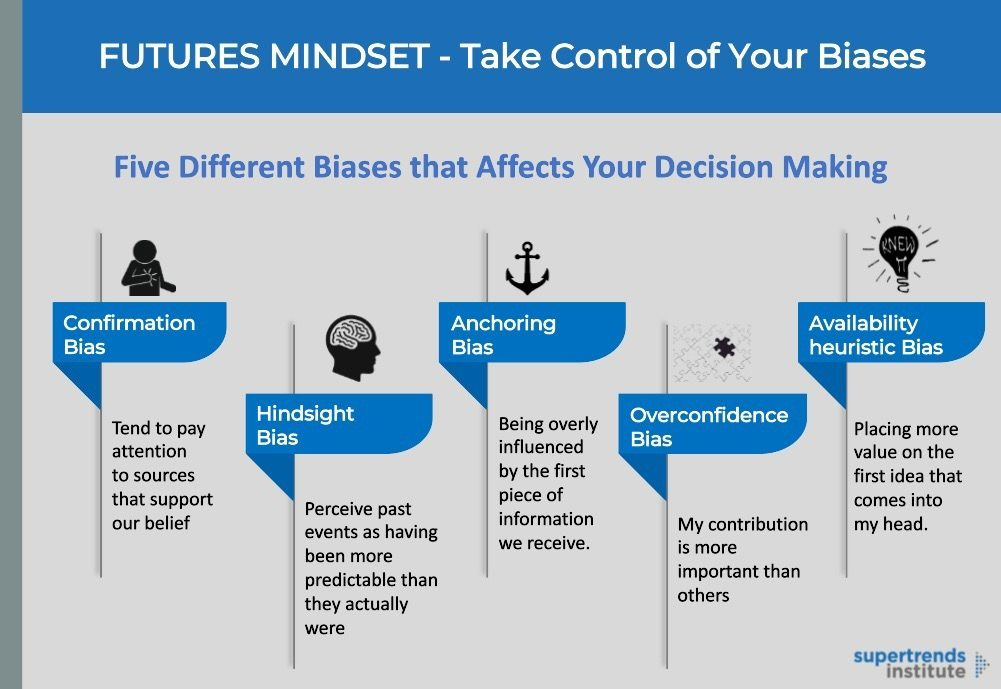 FUTURES MINDSET - Take Control of Your Biases
Five Different Biases that Affects Your Decision Making
Confirmation
Bias
Tend to pay
attention
to sources
that support
our belief
Hindsight
Bias
Perceive past
events as having
been more
predictable than
they actually
were
Anchoring
Bias
Being overly
influenced
by the first
piece of
information
we receive.
Overconfidence
Bias
My contribution
is more
important than
others
KNEW
IT
Availability
heuristic Bias
Placing more
value on the
first idea that
comes into
my head.
supertrends
institute